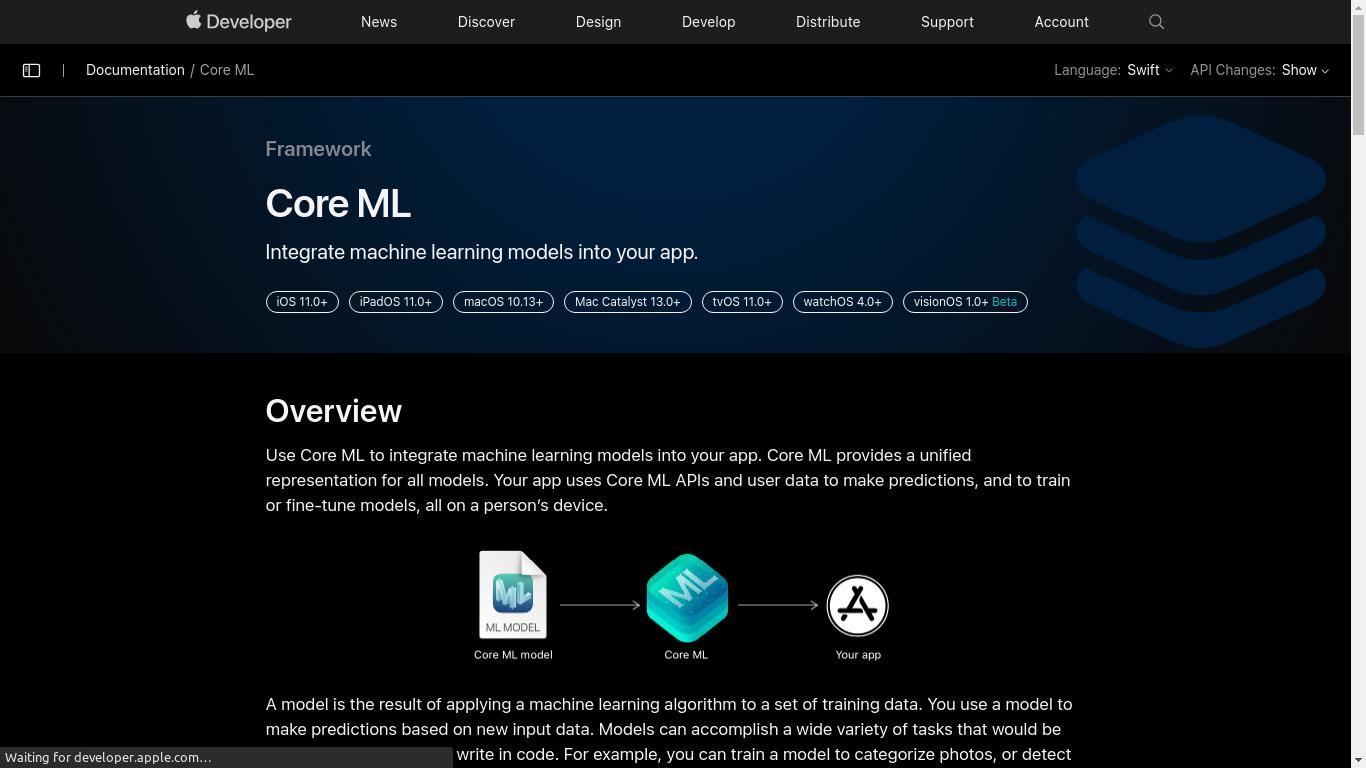 Developer
News
Discover
Design
Develop
Distribute
Support
Account
Documentation / Core ML
Language: Swift
API Changes: Show
Framework
Core ML
Integrate machine learning models into your app.
iOS 11.0+
iPadOS 11.0+
macOS 10.13+
Mac Catalyst 13.0+
tvOS 11.0+
watchOS 4.0+
visionOS 1.0+ Beta
Overview
Use Core ML to integrate machine learning models into your app. Core ML provides a unified
representation for all models. Your app uses Core ML APIs and user data to make predictions, and to train
or fine-tune models, all on a person’s device.
ML
ML MODEL
Core ML model
ML
Core ML
Your app
A model is the result of applying a machine learning algorithm to a set of training data. You use a model to
make predictions based on new input data. Models can accomplish a wide variety of tasks that would be
write in code. For example, you can train a model to categorize photos, or detect
Waiting for developer.apple.com...